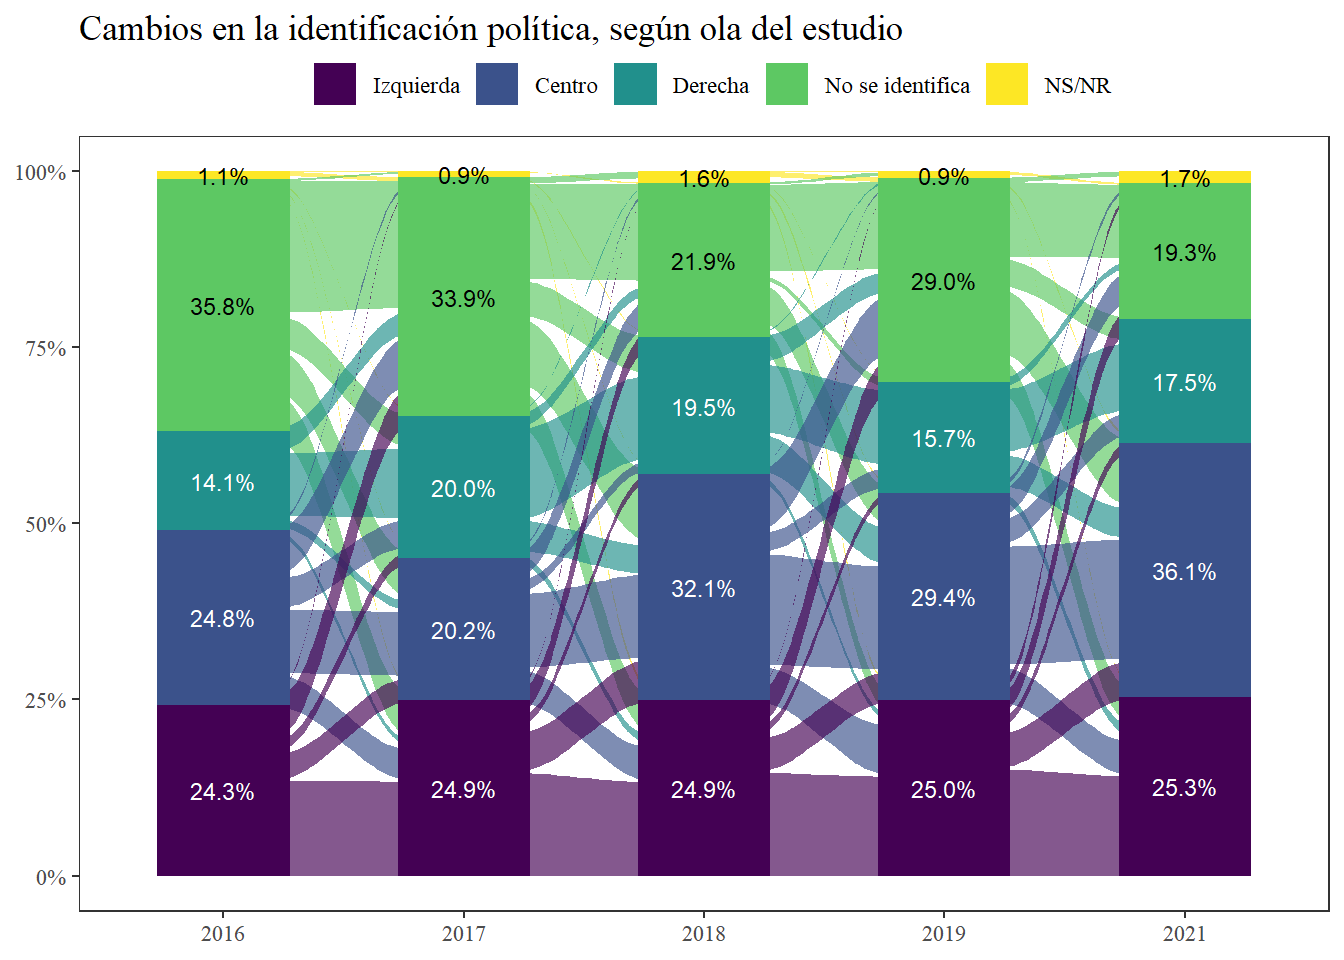 Cambios en la identificación política, según ola del estudio
Izquierda Centro Derecha No se identifica NS/NR
100%
75%
50%
25%
0%
1.1% 0.9% 1.6% 0.9% 1.7%
35.8% 33.9% 21.9% 29.0% 19.3%
14.1% 20.0% 19.5% 15.7% 17.5%
24.8% 20.2% 32.1% 29.4% 36.1%
24.3% 24.9% 24.9% 25.0% 25.3%
2016 2017 2018 2019 2021